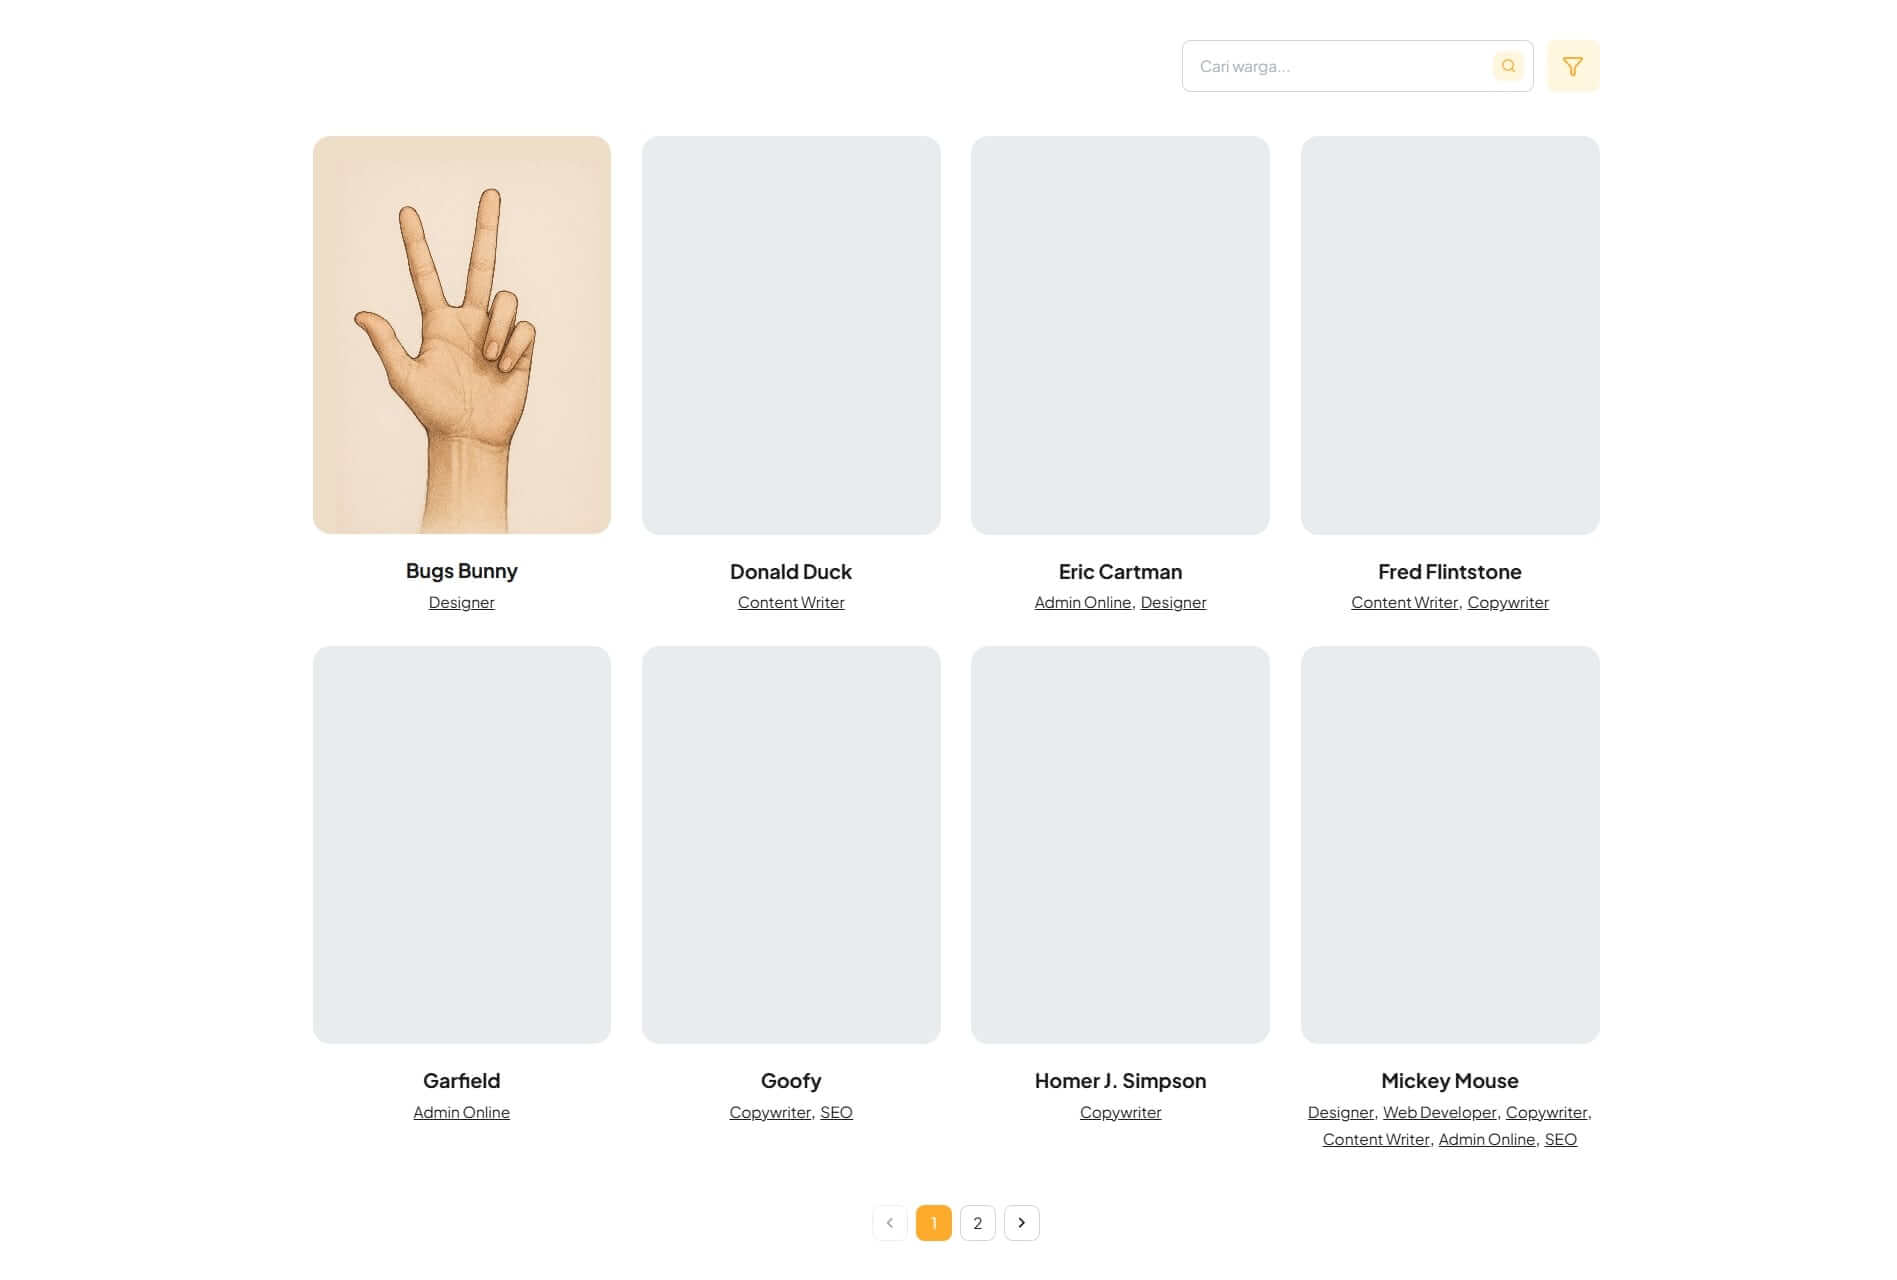 Cari warga...
Bugs Bunny
Designer
Donald Duck
Content Writer
Eric Cartman
Admin Online, Designer
Fred Flintstone
Content Writer, Copywriter
Garfield
Admin Online
Goofy
Copywriter, SEO
Homer J. Simpson
Copywriter
Mickey Mouse
Designer, Web Developer, Copywriter,
Content Writer, Admin Online, SEO
1 2